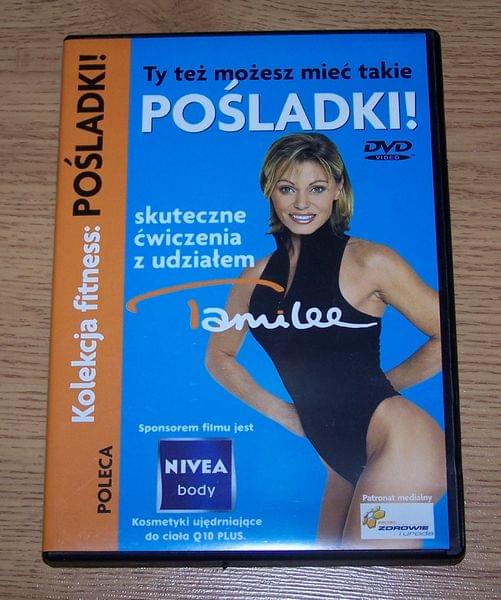 Ty też możesz mieć takie
POŚLADKI!
DVD
VIDEO
skuteczne
ćwiczenia
z udziałem
Tamilee
Sponsorem filmu jest
NIVEA
body
Kosmetyki ujędrniające
do ciała Q10 PLUS.
Patronat medialny
ZDROWIE
i uroda
Kolekcja fitness: POŚLADKI!
POLECA